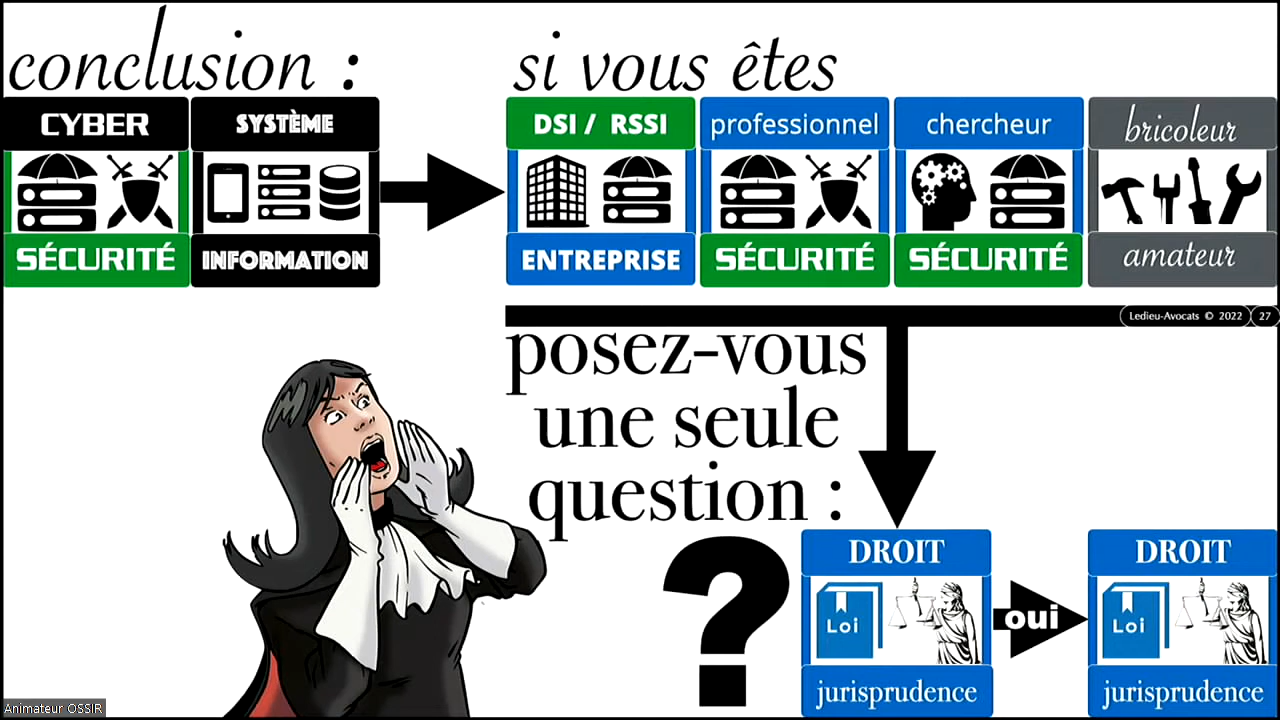 conclusion :
si vous êtes
CYBER
SÉCURITÉ
SYSTÈME
INFORMATION
DSI / RSSI
ENTREPRISE
professionnel
SÉCURITÉ
chercheur
SÉCURITÉ
bricoleur
amateur
Ledieu-Avocats © 2022
27
posez-vous
une seule
question :
?
DROIT
Loi
jurisprudence
oui
DROIT
Loi
jurisprudence
Animateur OSSIR